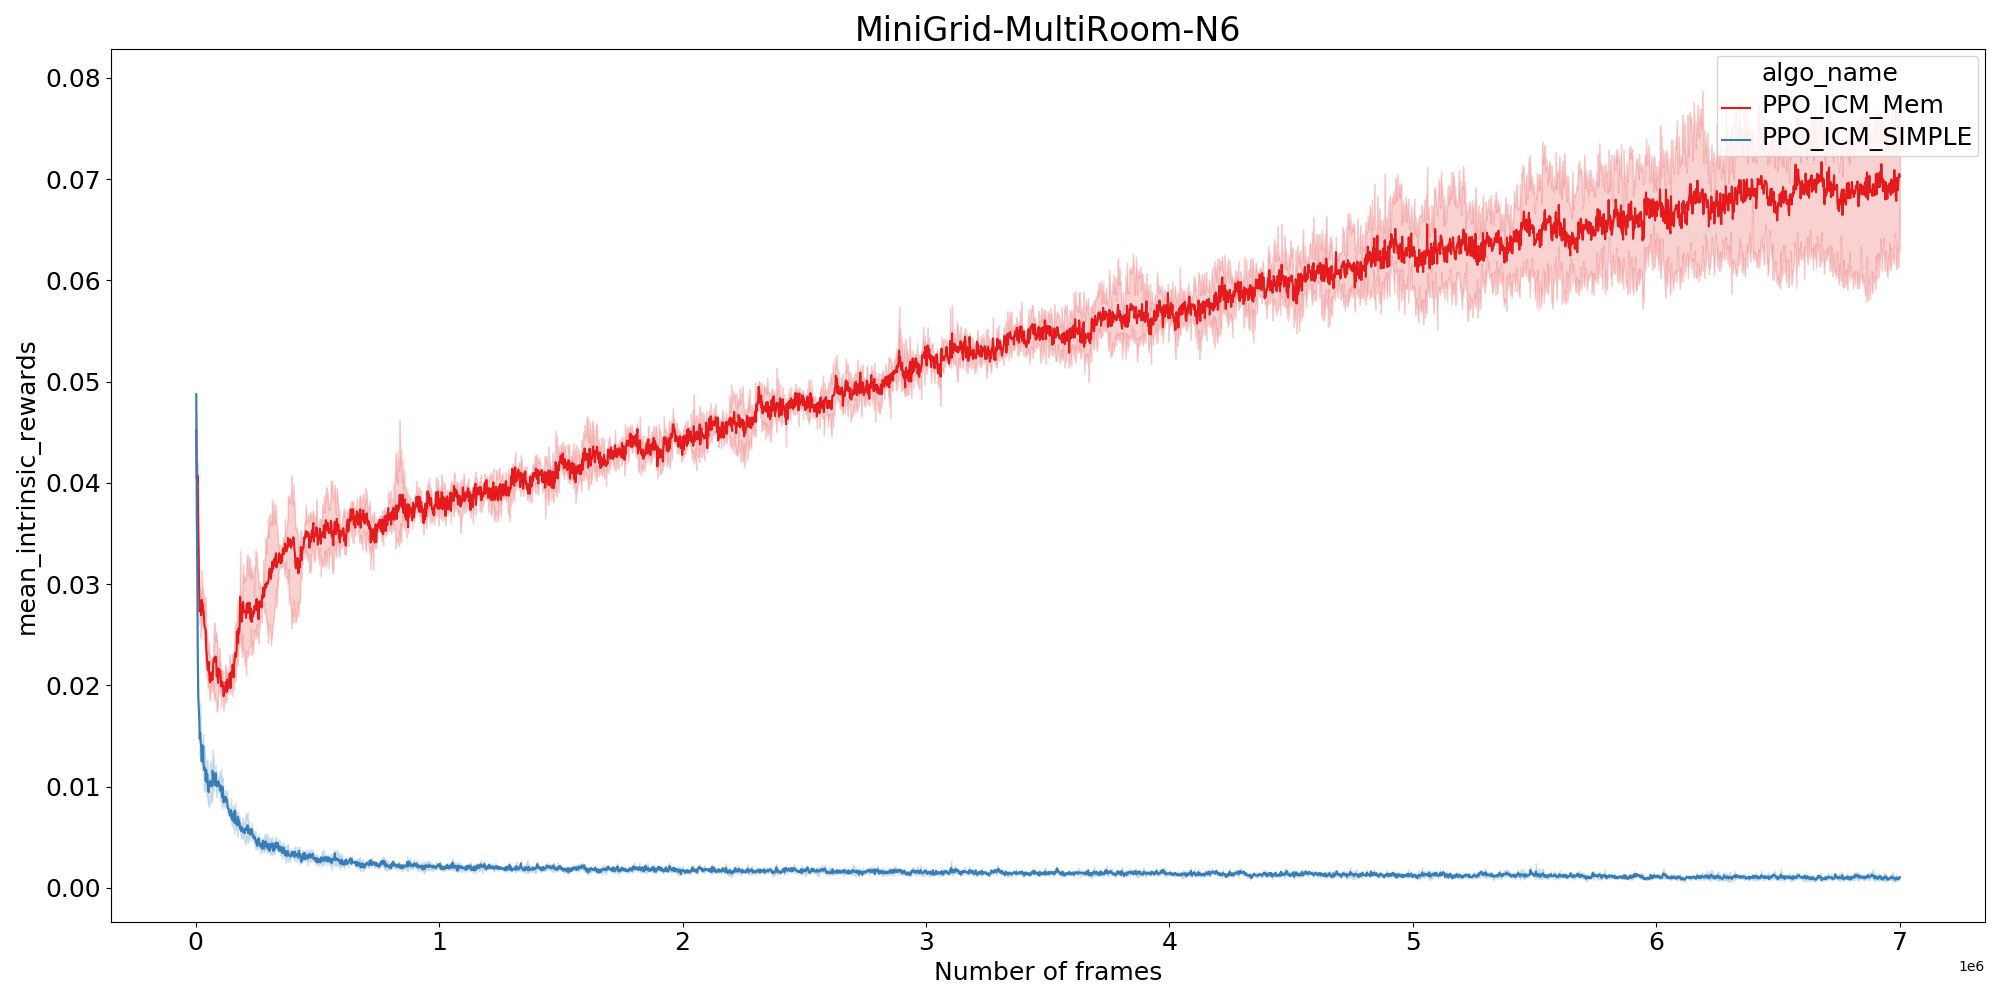 MiniGrid-MultiRoom-N6
algo_name
PPO_ICM_Mem
PPO_ICM_SIMPLE
0.08
0.07
0.06
0.05
0.04
0.03
0.02
0.01
0.00
mean_intrinsic_rewards
0 1 2 3 4 5 6 7
1e6
Number of frames